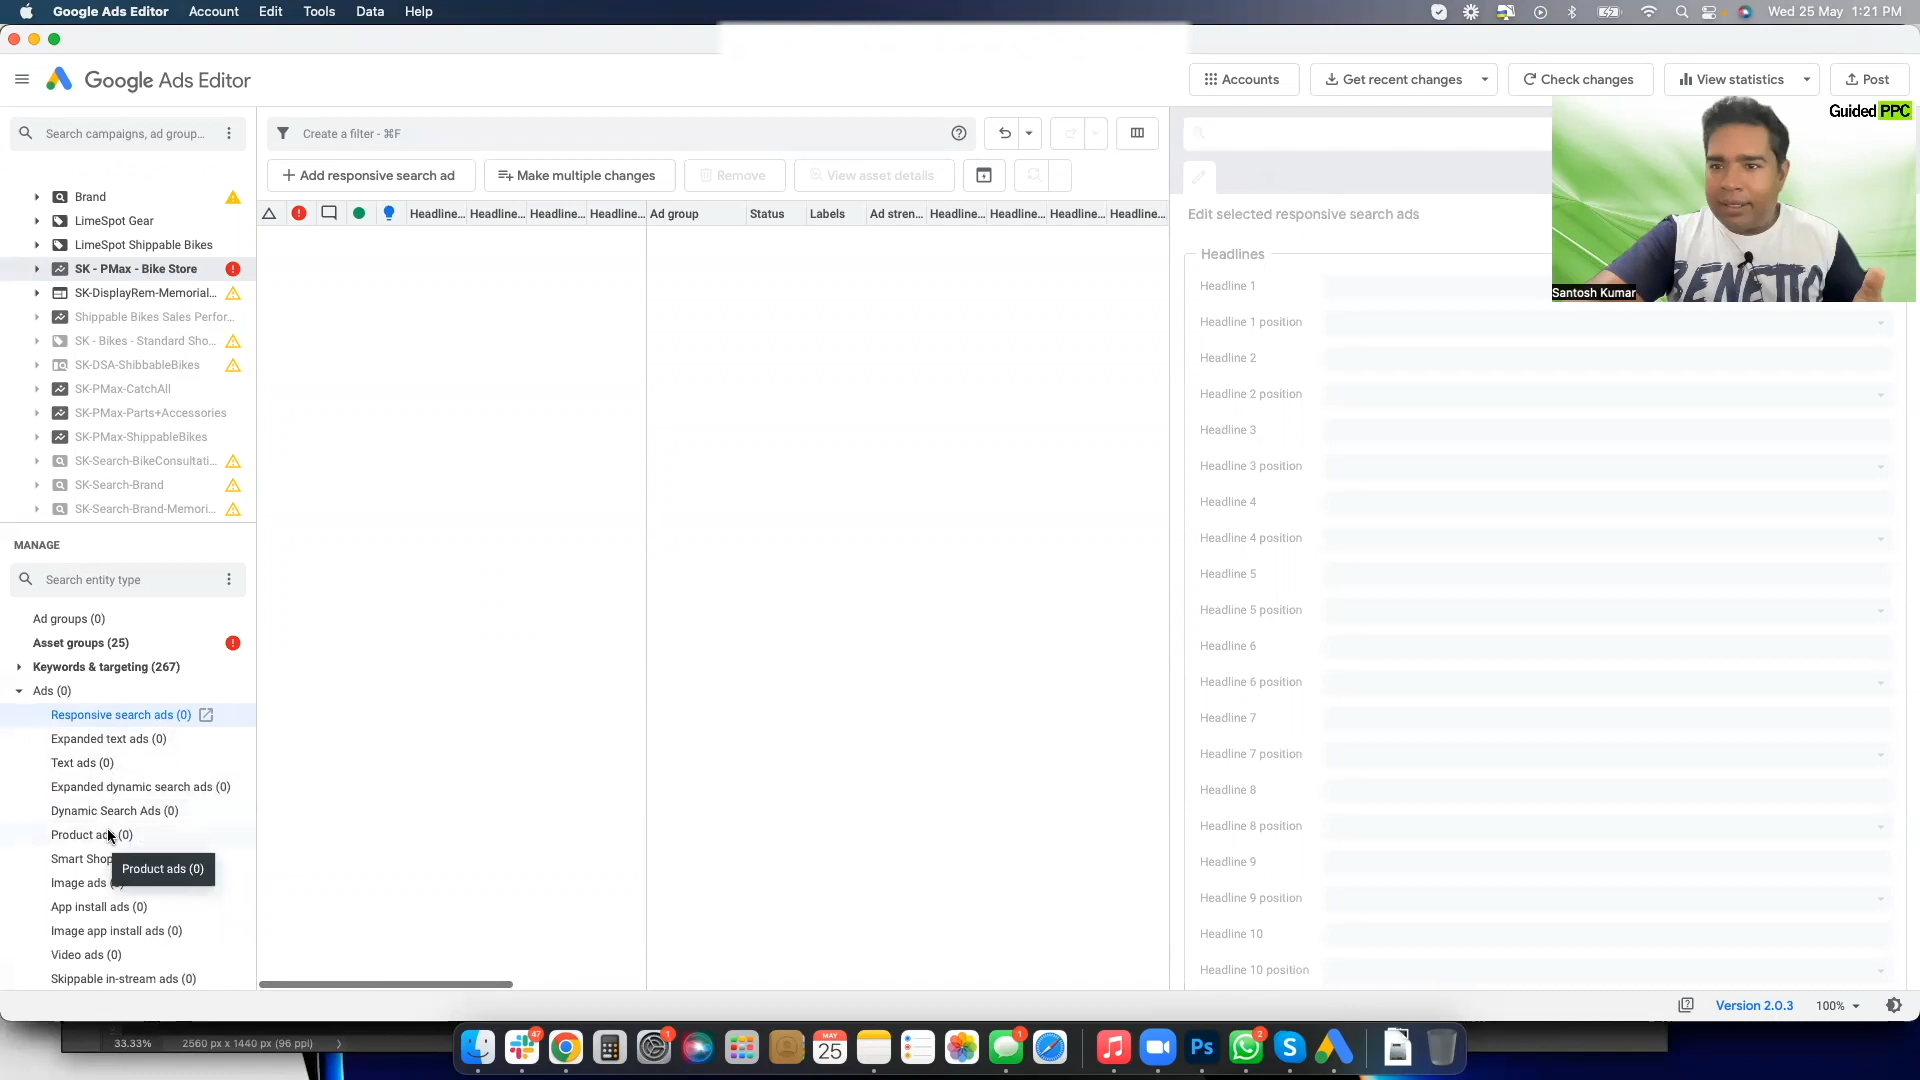 Google Ads Editor Account Edit Tools Data Help
Wed 25 May 1:21 PM
Google Ads Editor
Accounts
Get recent changes
Check changes
View statistics
Post
Search campaigns, ad group...
Create a filter - ⌘F
Add responsive search ad
Make multiple changes
Remove
View asset details
Brand
LimeSpot Gear
LimeSpot Shippable Bikes
SK - PMax - Bike Store
SK-DisplayRem-Memorial...
Shippable Bikes Sales Perfor...
SK - Bikes - Standard Sho...
SK-DSA-ShibbableBikes
SK-PMax-CatchAll
SK-PMax-Parts+Accessories
SK-PMax-ShippableBikes
SK-Search-BikeConsultati...
SK-Search-Brand
SK-Search-Brand-Memori...
MANAGE
Search entity type
Ad groups (0)
Asset groups (25)
Keywords & targeting (267)
Ads (0)
Responsive search ads (0)
Expanded text ads (0)
Text ads (0)
Expanded dynamic search ads (0)
Dynamic Search Ads (0)
Product ads (0)
Smart Shop
Product ads (0)
Image ads
App install ads (0)
Image app install ads (0)
Video ads (0)
Skippable in-stream ads (0)
Headline... Headline... Headline... Headline... Ad group Status Labels Ad stren... Headline... Headline... Headline... Headline...
Edit selected responsive search ads
Headlines
Headline 1
Headline 1 position
Headline 2
Headline 2 position
Headline 3
Headline 3 position
Headline 4
Headline 4 position
Headline 5
Headline 5 position
Headline 6
Headline 6 position
Headline 7
Headline 7 position
Headline 8
Headline 8 position
Headline 9
Headline 9 position
Headline 10
Headline 10 position
Guided PPC
BENETTO
Santosh Kumar
Version 2.0.3
100%
33.33%
2560 px x 1440 px (96 ppi)
47
1
MAY
25
1
Ps
2